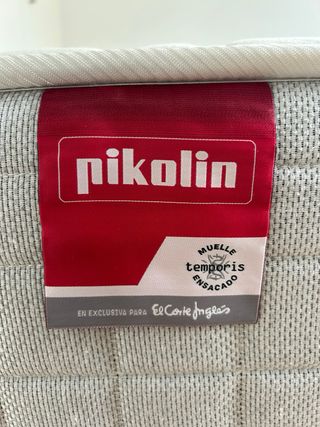 pikolin
MUELLE
temporis
ENSACADO
EN EXCLUSIVA PARA El Corte Inglés